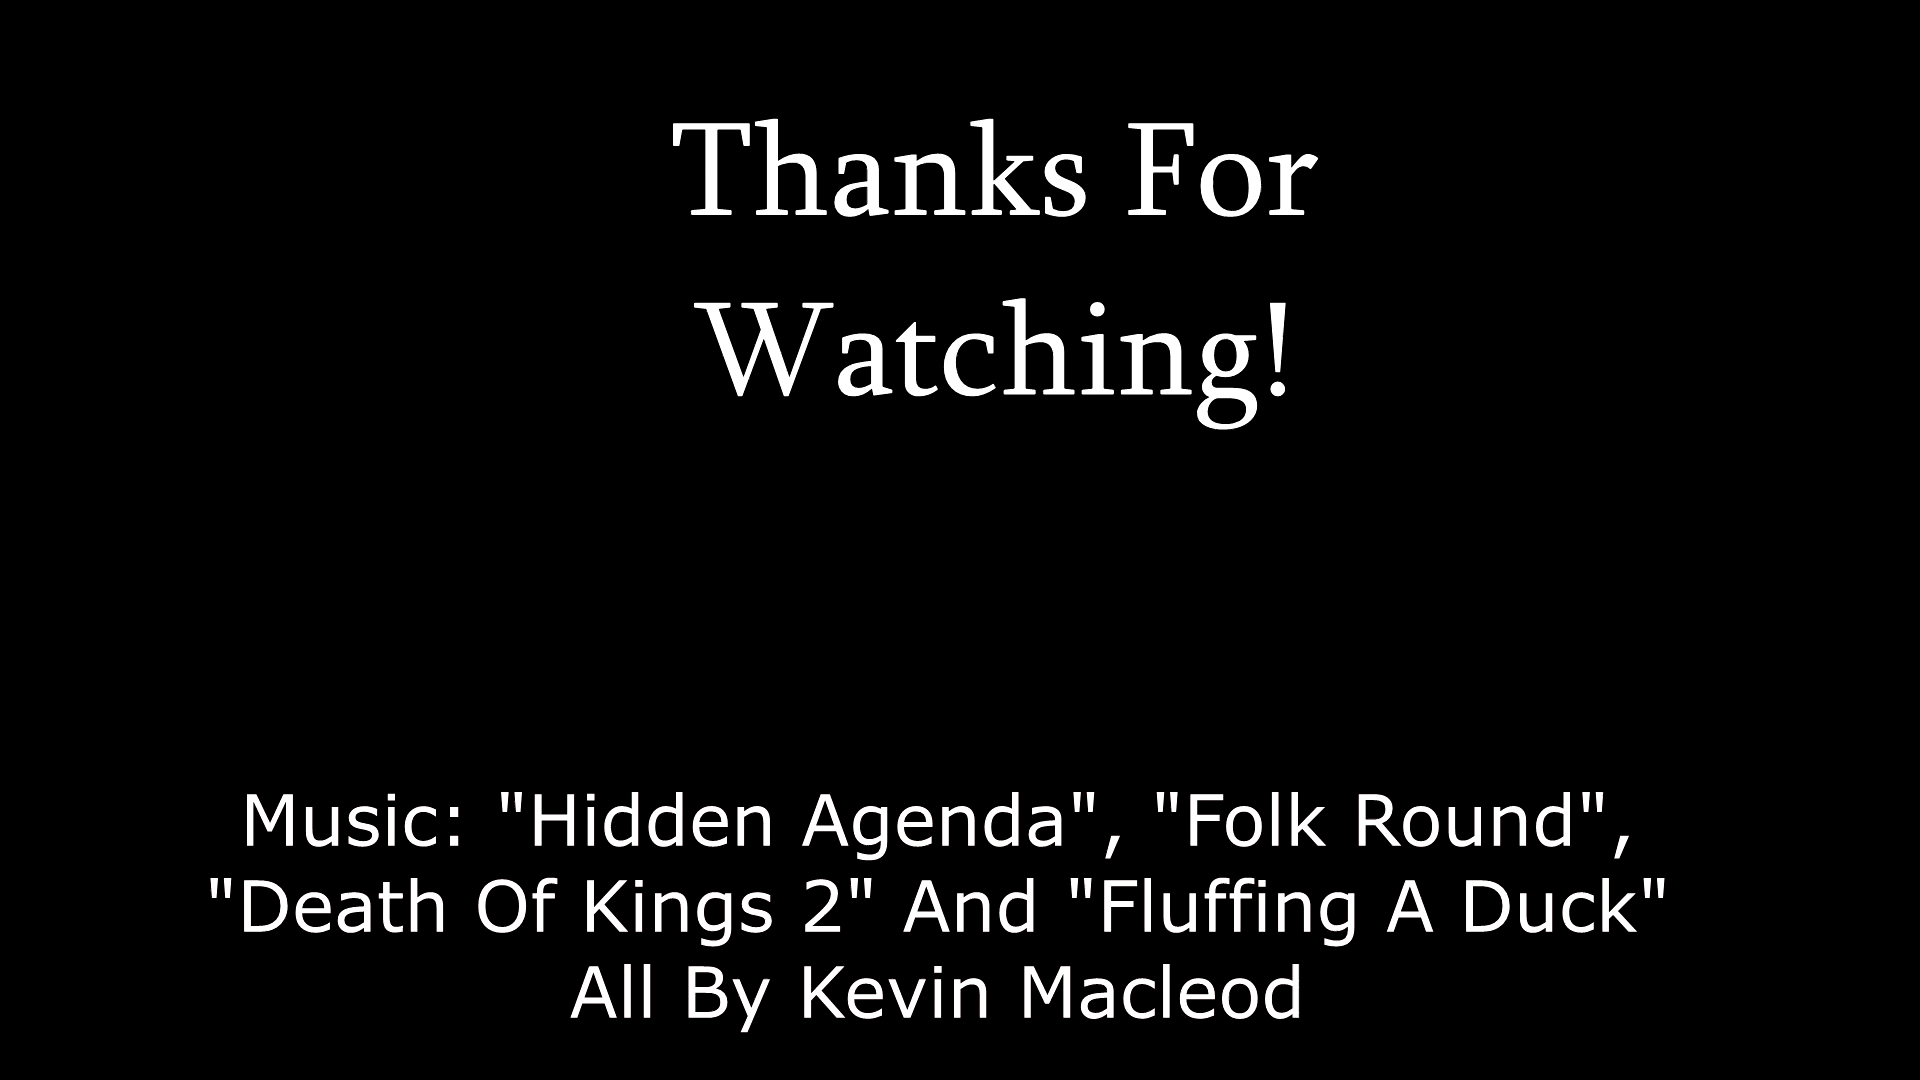 Thanks For
Watching!
Music: "Hidden Agenda", "Folk Round",
"Death Of Kings 2" And "Fluffing A Duck"
All By Kevin Macleod